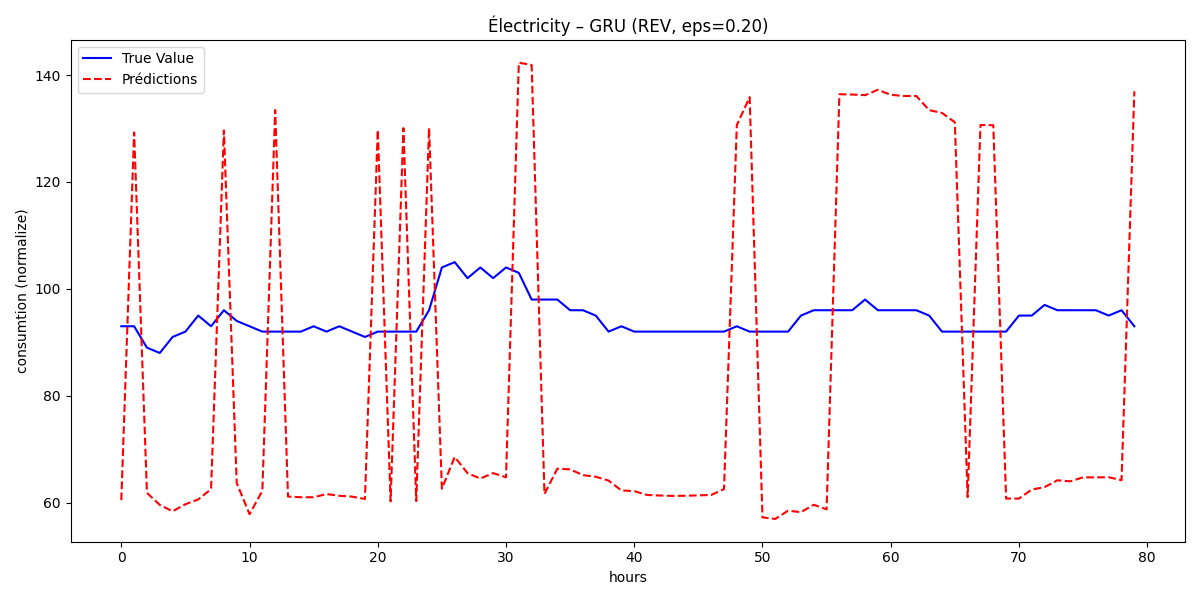 Électricity – GRU (REV, eps=0.20)
True Value
Prédictions
consumtion (normalize)
140
120
100
80
60
0 10 20 30 40 50 60 70 80
hours